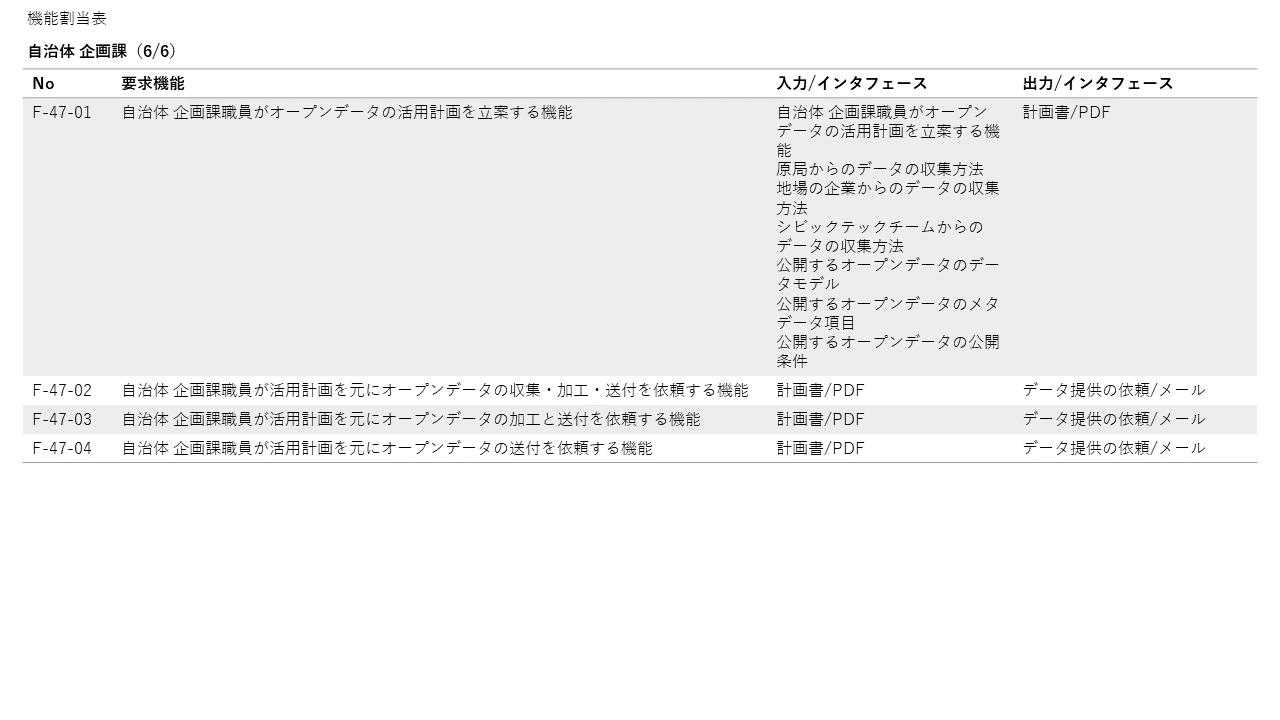 機能割当表
自治体 企画課（6/6）
No 要求機能 入力/インタフェース 出力/インタフェース
F-47-01 自治体 企画課職員がオープンデータの活用計画を立案する機能 自治体 企画課職員がオープン 計画書/PDF
データの活用計画を立案する機
能
原局からのデータの収集方法
地場の企業からのデータの収集
方法
シビックテックチームからの
データの収集方法
公開するオープンデータのデー
タモデル
公開するオープンデータのメタ
データ項目
公開するオープンデータの公開
条件
F-47-02 自治体 企画課職員が活用計画を元にオープンデータの収集・加工・送付を依頼する機能 計画書/PDF データ提供の依頼/メール
F-47-03 自治体 企画課職員が活用計画を元にオープンデータの加工と送付を依頼する機能 計画書/PDF データ提供の依頼/メール
F-47-04 自治体 企画課職員が活用計画を元にオープンデータの送付を依頼する機能 計画書/PDF データ提供の依頼/メール